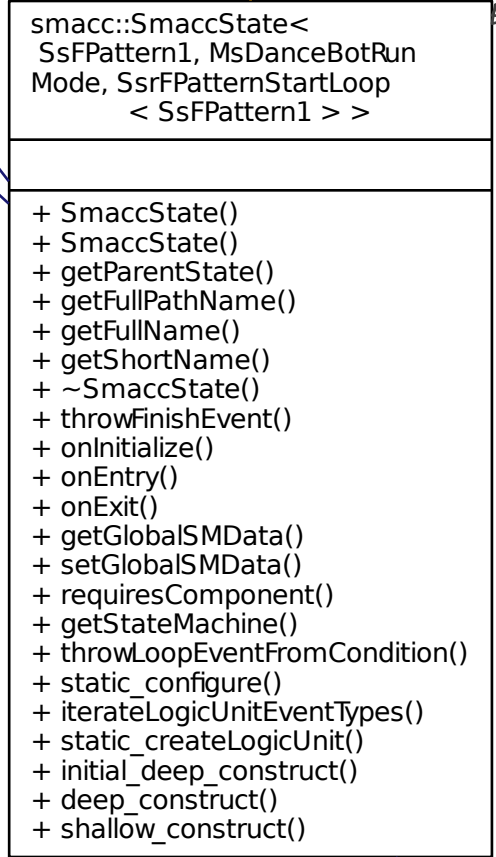 smacc::SmaccState<
SsFPattern1, MsDanceBotRun
Mode, SsrFPatternStartLoop
< SsFPattern1 > >
+ SmaccState()
+ SmaccState()
+ getParentState()
+ getFullPathName()
+ getFullName()
+ getShortName()
+ ~SmaccState()
+ throwFinishEvent()
+ onInitialize()
+ onEntry()
+ onExit()
+ getGlobalSMData()
+ setGlobalSMData()
+ requiresComponent()
+ getStateMachine()
+ throwLoopEventFromCondition()
+ static_configure()
+ iterateLogicUnitEventTypes()
+ static_createLogicUnit()
+ initial_deep_construct()
+ deep_construct()
+ shallow_construct()